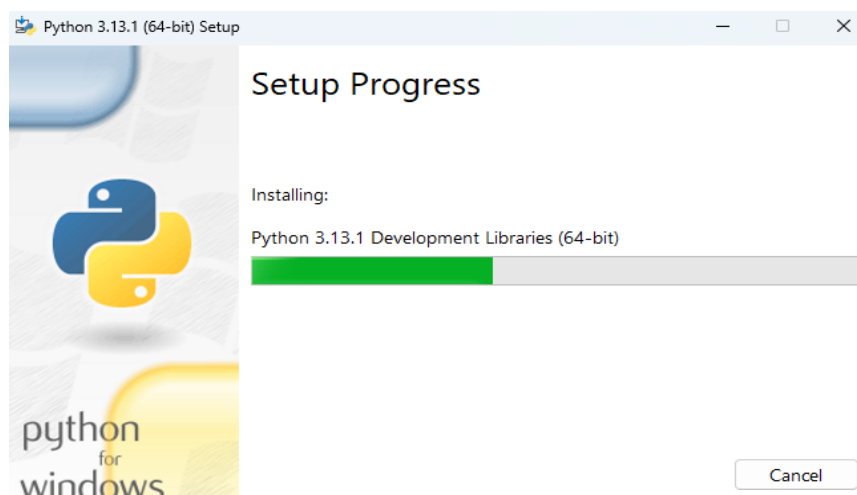 Python 3.13.1 (64-bit) Setup
Setup Progress
Installing:
Python 3.13.1 Development Libraries (64-bit)
python
for
windows
Cancel